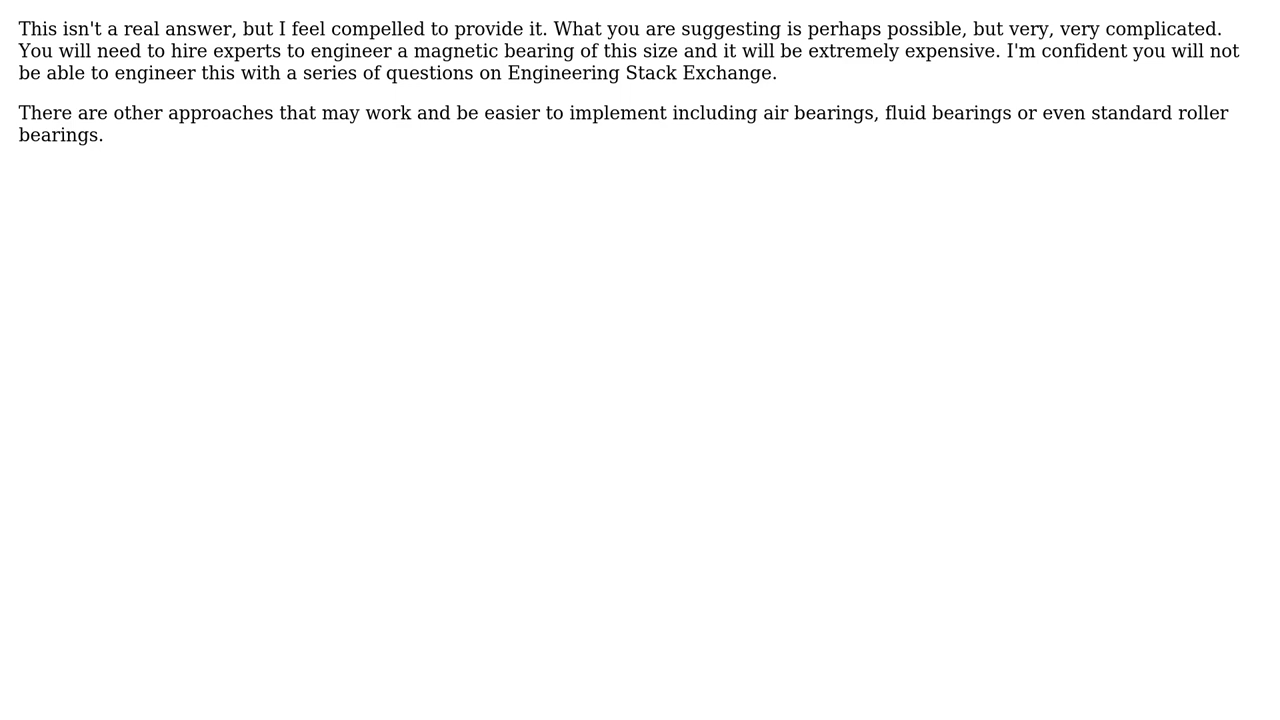 This isn't a real answer, but I feel compelled to provide it. What you are suggesting is perhaps possible, but very, very complicated.
You will need to hire experts to engineer a magnetic bearing of this size and it will be extremely expensive. I'm confident you will not
be able to engineer this with a series of questions on Engineering Stack Exchange.
There are other approaches that may work and be easier to implement including air bearings, fluid bearings or even standard roller
bearings.